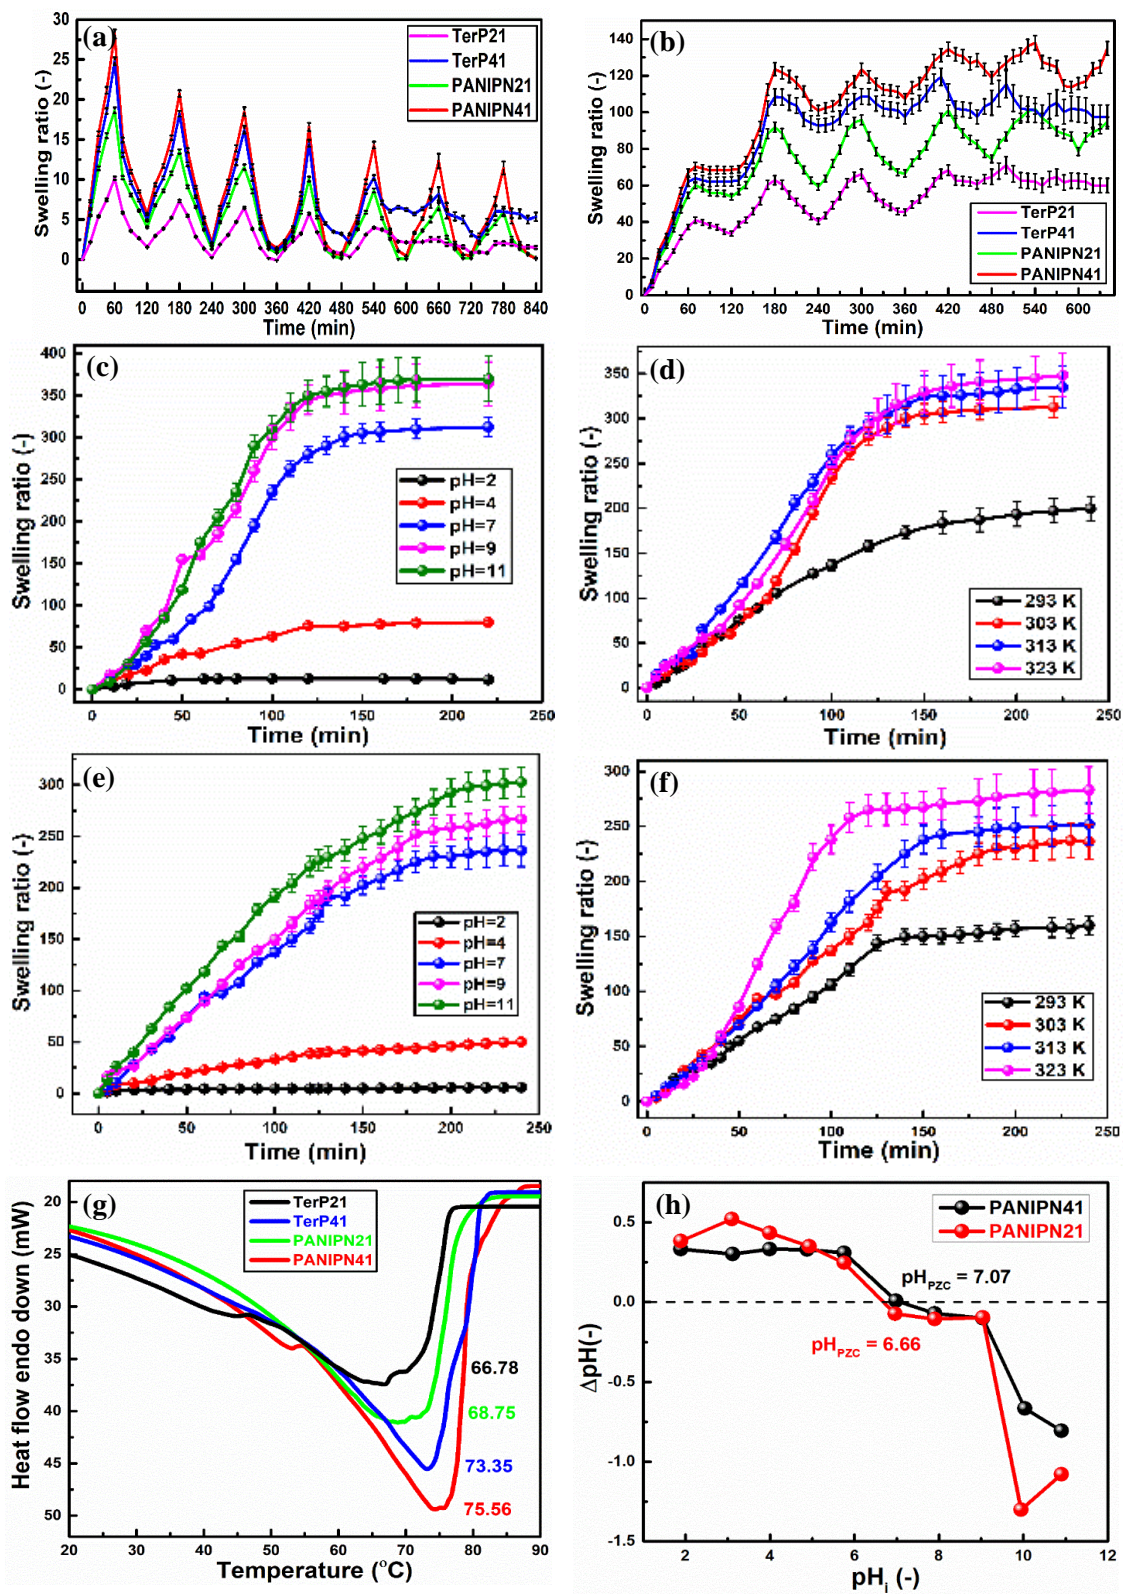 (a)
TerP21
TerP41
PANIPN21
PANIPN41
Swelling ratio (-)
30
25
20
15
10
5
0
0 60 120 180 240 300 360 420 480 540 600 660 720 780 840
Time (min)
(b)
Swelling ratio (-)
140
120
100
80
60
40
20
0
TerP21
TerP41
PANIPN21
PANIPN41
0 60 120 180 240 300 360 420 480 540 600
Time (min)
(c)
Swelling ratio (-)
400
350
300
250
200
150
100
50
0
pH=2
pH=4
pH=7
pH=9
pH=11
0 50 100 150 200 250
Time (min)
(d)
Swelling ratio (-)
350
300
250
200
150
100
50
0
293 K
303 K
313 K
323 K
0 50 100 150 200 250
Time (min)
(e)
Swelling ratio (-)
300
250
200
150
100
50
0
pH=2
pH=4
pH=7
pH=9
pH=11
0 50 100 150 200 250
Time (min)
(f)
Swelling ratio (-)
300
250
200
150
100
50
0
293 K
303 K
313 K
323 K
0 50 100 150 200 250
Time (min)
(g)
Heat flow endo down (mW)
20
25
30
35
40
45
50
TerP21
TerP41
PANIPN21
PANIPN41
66.78
68.75
73.35
75.56
20 30 40 50 60 70 80 90
Temperature (°C)
(h)
ΔpH(-)
0.5
0.0
-0.5
-1.0
-1.5
PANIPN41
PANIPN21
pHPZC = 7.07
pHPZC = 6.66
2 4 6 8 10 12
pHi (-)